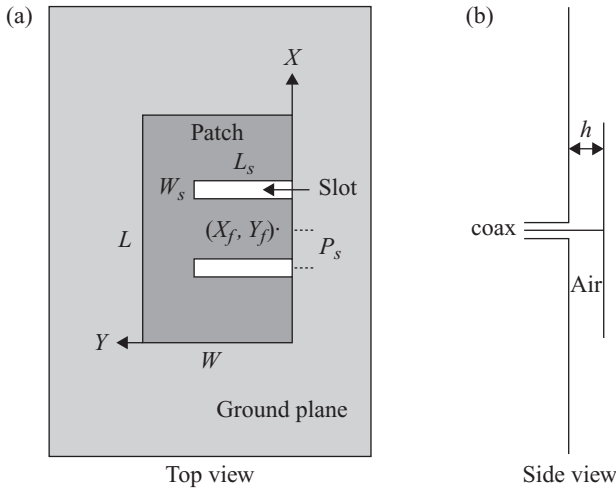 (a)
X
Patch
L_s
W_s
Slot
(X_f, Y_f)·
L
P_s
Y
W
Ground plane
Top view
(b)
h
coax
Air
Side view